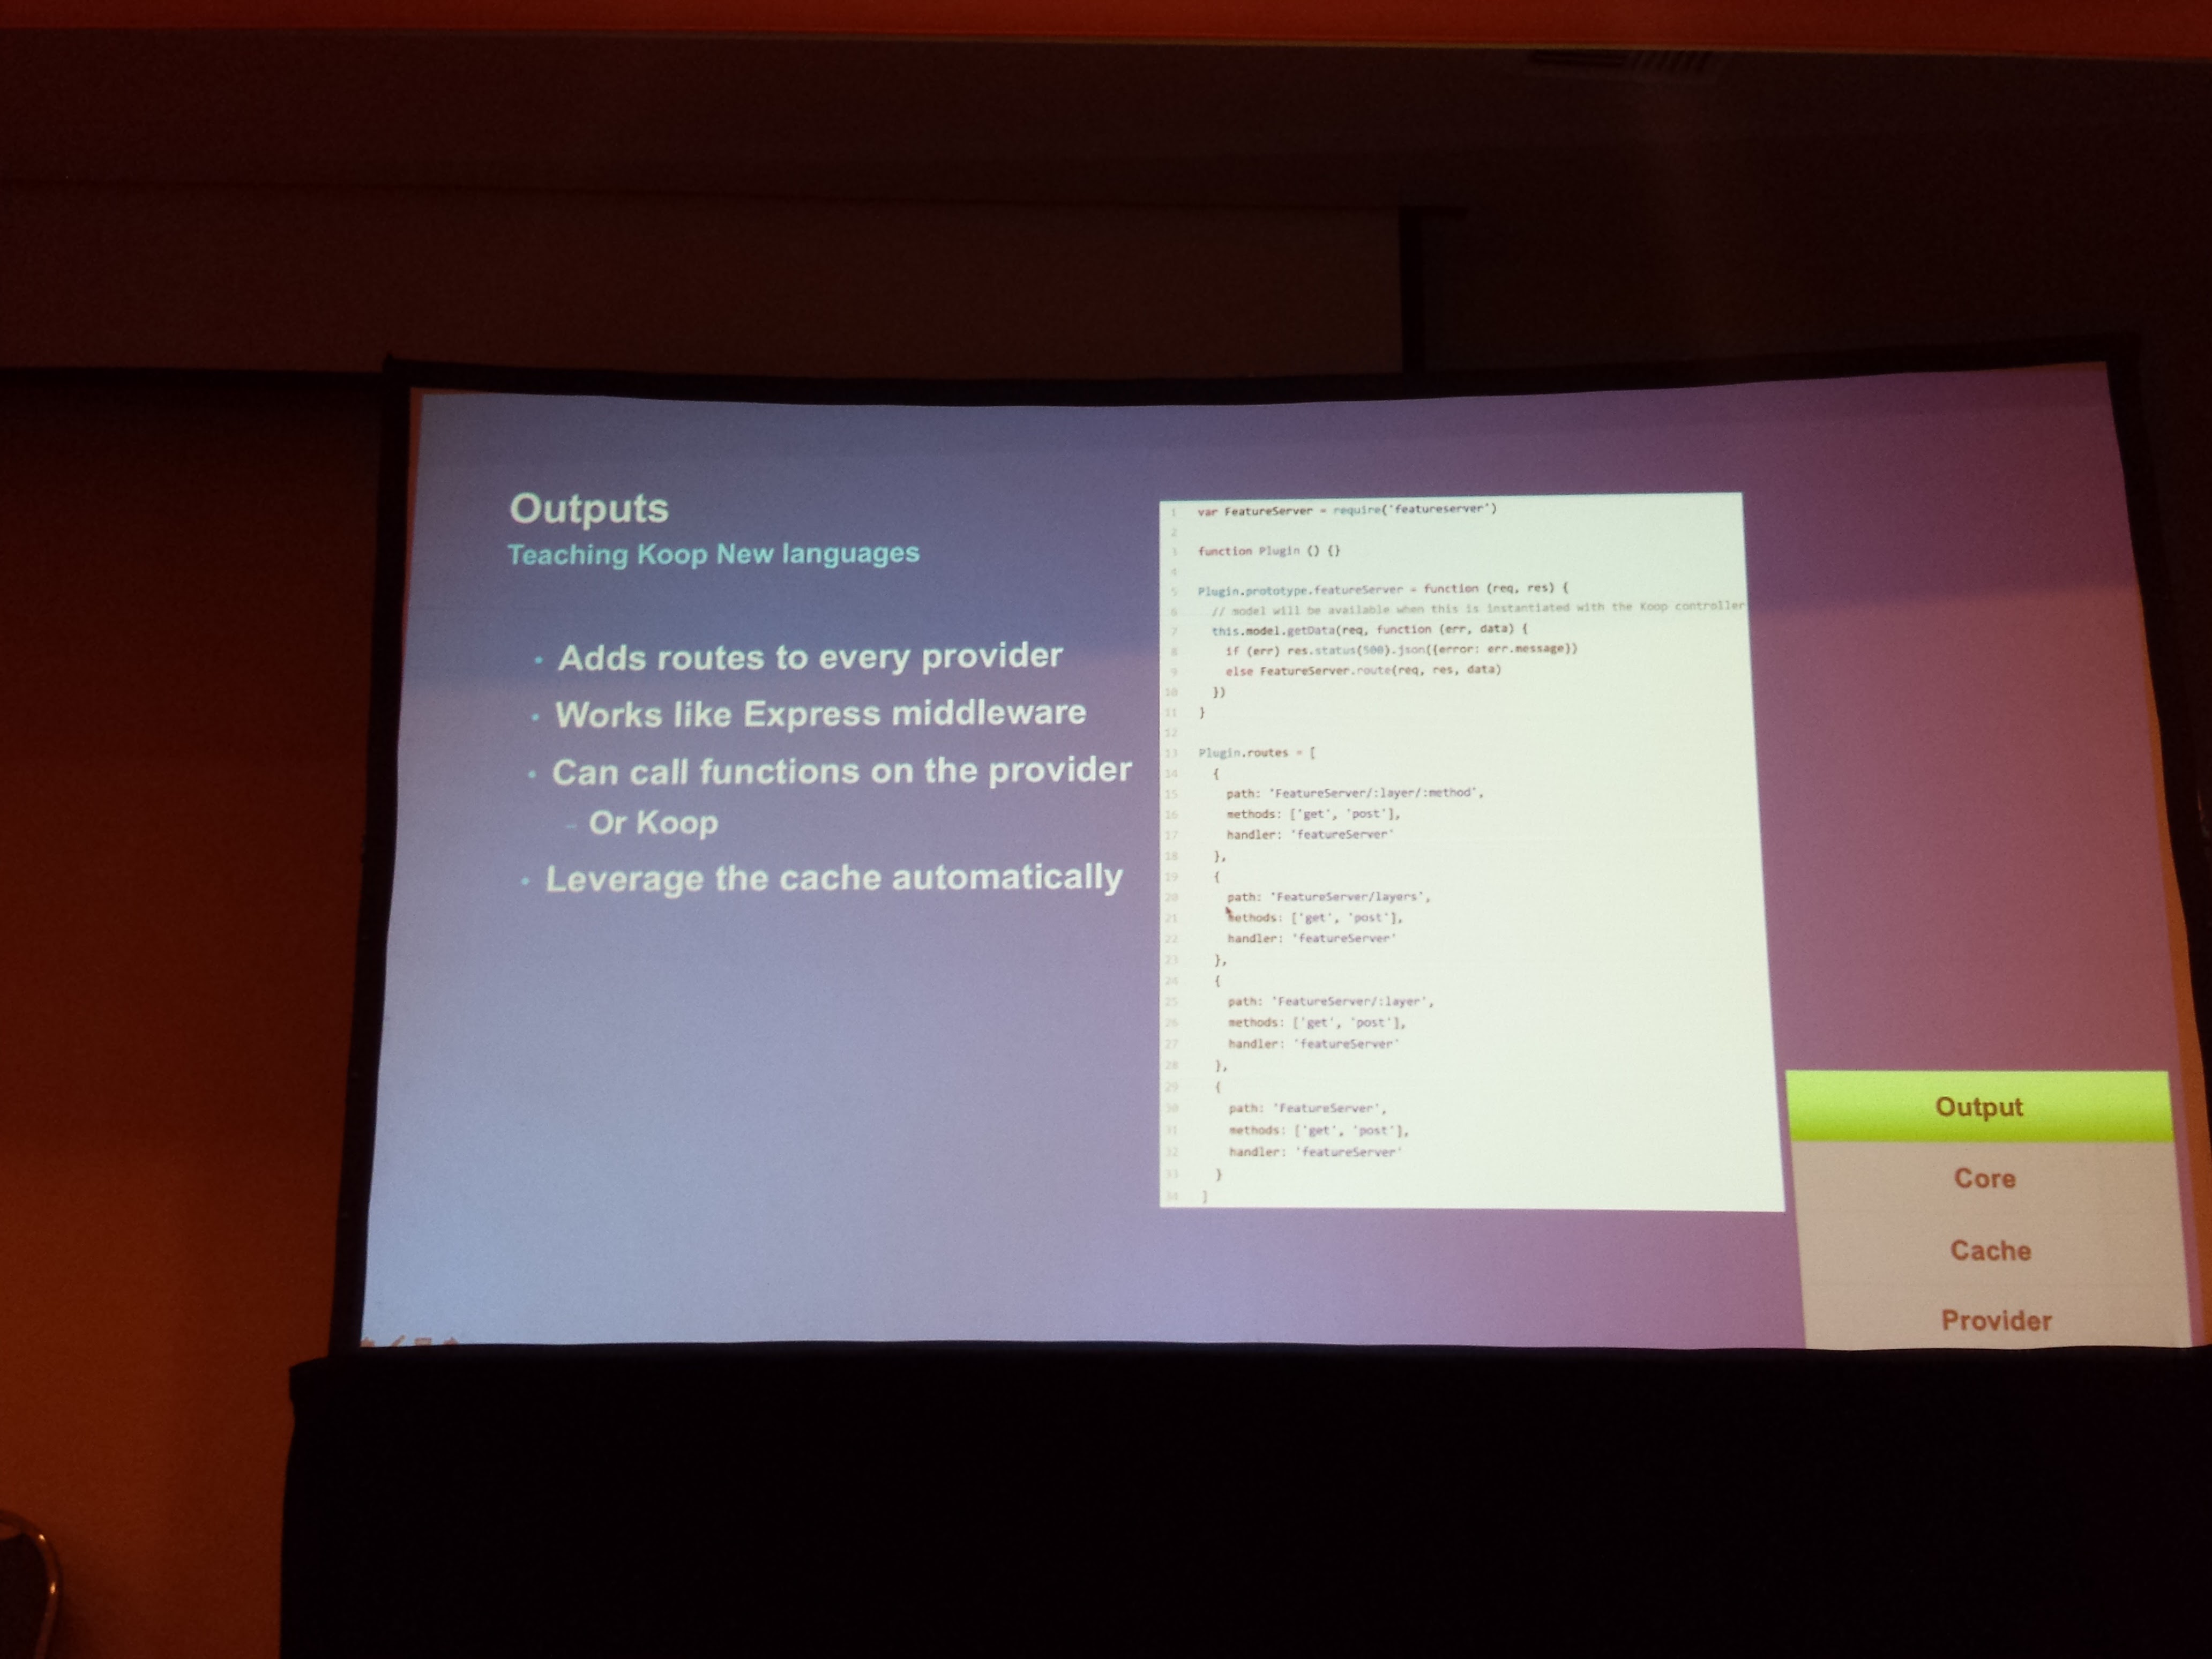 Outputs
Teaching Koop New languages
• Adds routes to every provider
• Works like Express middleware
• Can call functions on the provider
– Or Koop
• Leverage the cache automatically
1 var FeatureServer = require('featureserver')
2
3 function Plugin () {}
4
5 Plugin.prototype.featureServer = function (req, res) {
6 // model will be available when this is instantiated with the Koop controller
7 this.model.getData(req, function (err, data) {
8 if (err) res.status(500).json({error: err.message})
9 else FeatureServer.route(req, res, data)
10 })
11 }
12
13 Plugin.routes = [
14 {
15 path: 'FeatureServer/:layer/:method',
16 methods: ['get', 'post'],
17 handler: 'featureServer'
18 },
19 {
20 path: 'FeatureServer/layers',
21 methods: ['get', 'post'],
22 handler: 'featureServer'
23 },
24 {
25 path: 'FeatureServer/:layer',
26 methods: ['get', 'post'],
27 handler: 'featureServer'
28 },
29 {
30 path: 'FeatureServer',
31 methods: ['get', 'post'],
32 handler: 'featureServer'
33 }
34 ]
Output
Core
Cache
Provider